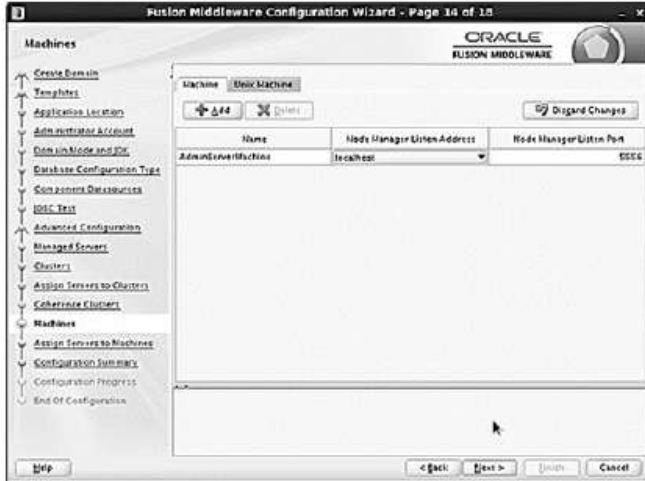 Fusion Middleware Configuration Wizard - Page 14 of 18
Machines
ORACLE
FUSION MIDDLEWARE
Create Domain
Templates
Application Location
Administrator Account
Domain Mode and JDK
Database Configuration Type
Component Datasources
JDBC Test
Advanced Configuration
Managed Servers
Clusters
Assign Servers to Clusters
Coherence Clusters
Machines
Assign Servers to Machines
Configuration Summary
Configuration Progress
End Of Configuration
Machine
Unix Machine
Add
Delete
Discard Changes
Name
Node Manager Listen Address
Node Manager Listen Port
AdminServerMachine
localhost
5556
Help
< Back
Next >
Finish
Cancel